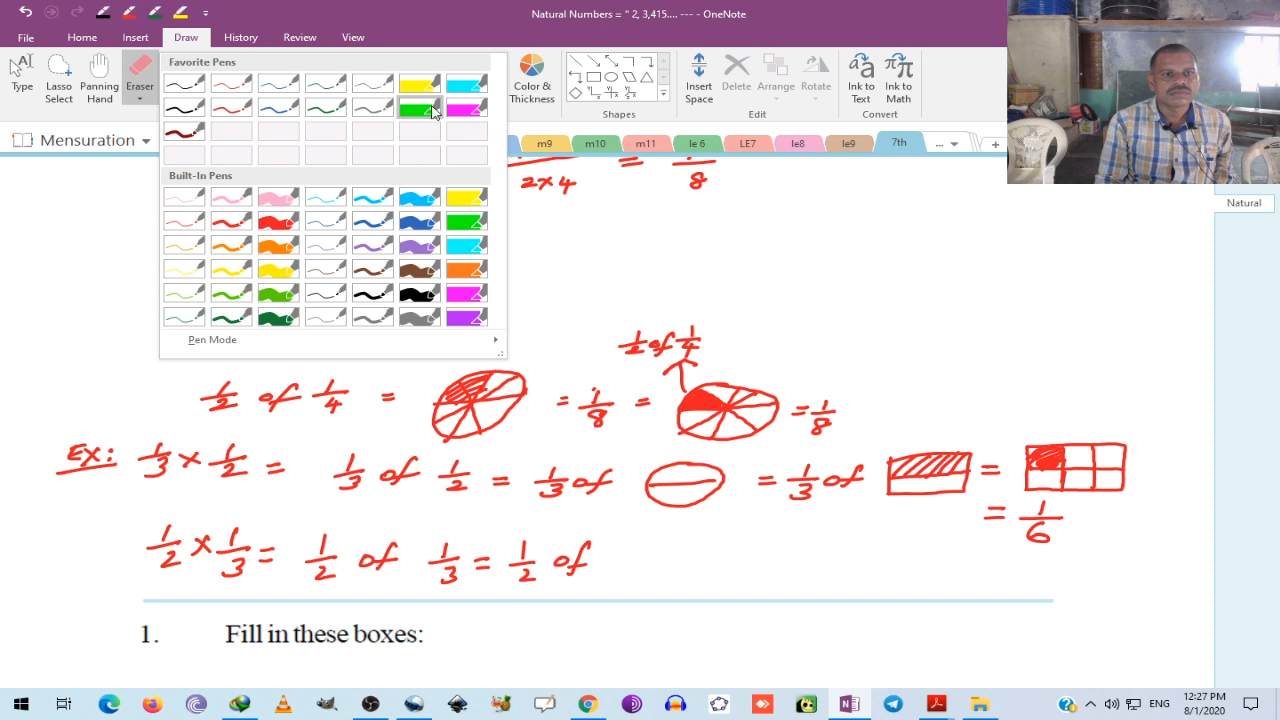 Natural Numbers = " 2, 3,415.... --- - OneNote
File Home Insert Draw History Review View
Type Lasso Select Panning Hand Eraser
Favorite Pens
Built-In Pens
Pen Mode
Color & Thickness
Shapes
Insert Space
Delete Arrange Rotate
Edit
Ink to Text Ink to Math
Convert
Mensuration m9 m10 m11 le 6 LE7 le8 le9 7th ... +
Natural
2×4 = 8
1/2 of 1/4
1/2 of 1/4 = = 1/8 = = 1/8
EX: 1/3 × 1/2 = 1/3 of 1/2 = 1/3 of = 1/3 of =
= 1/6
1/2 × 1/3 = 1/2 of 1/3 = 1/2 of
1. Fill in these boxes:
ENG 12:27 PM
8/1/2020